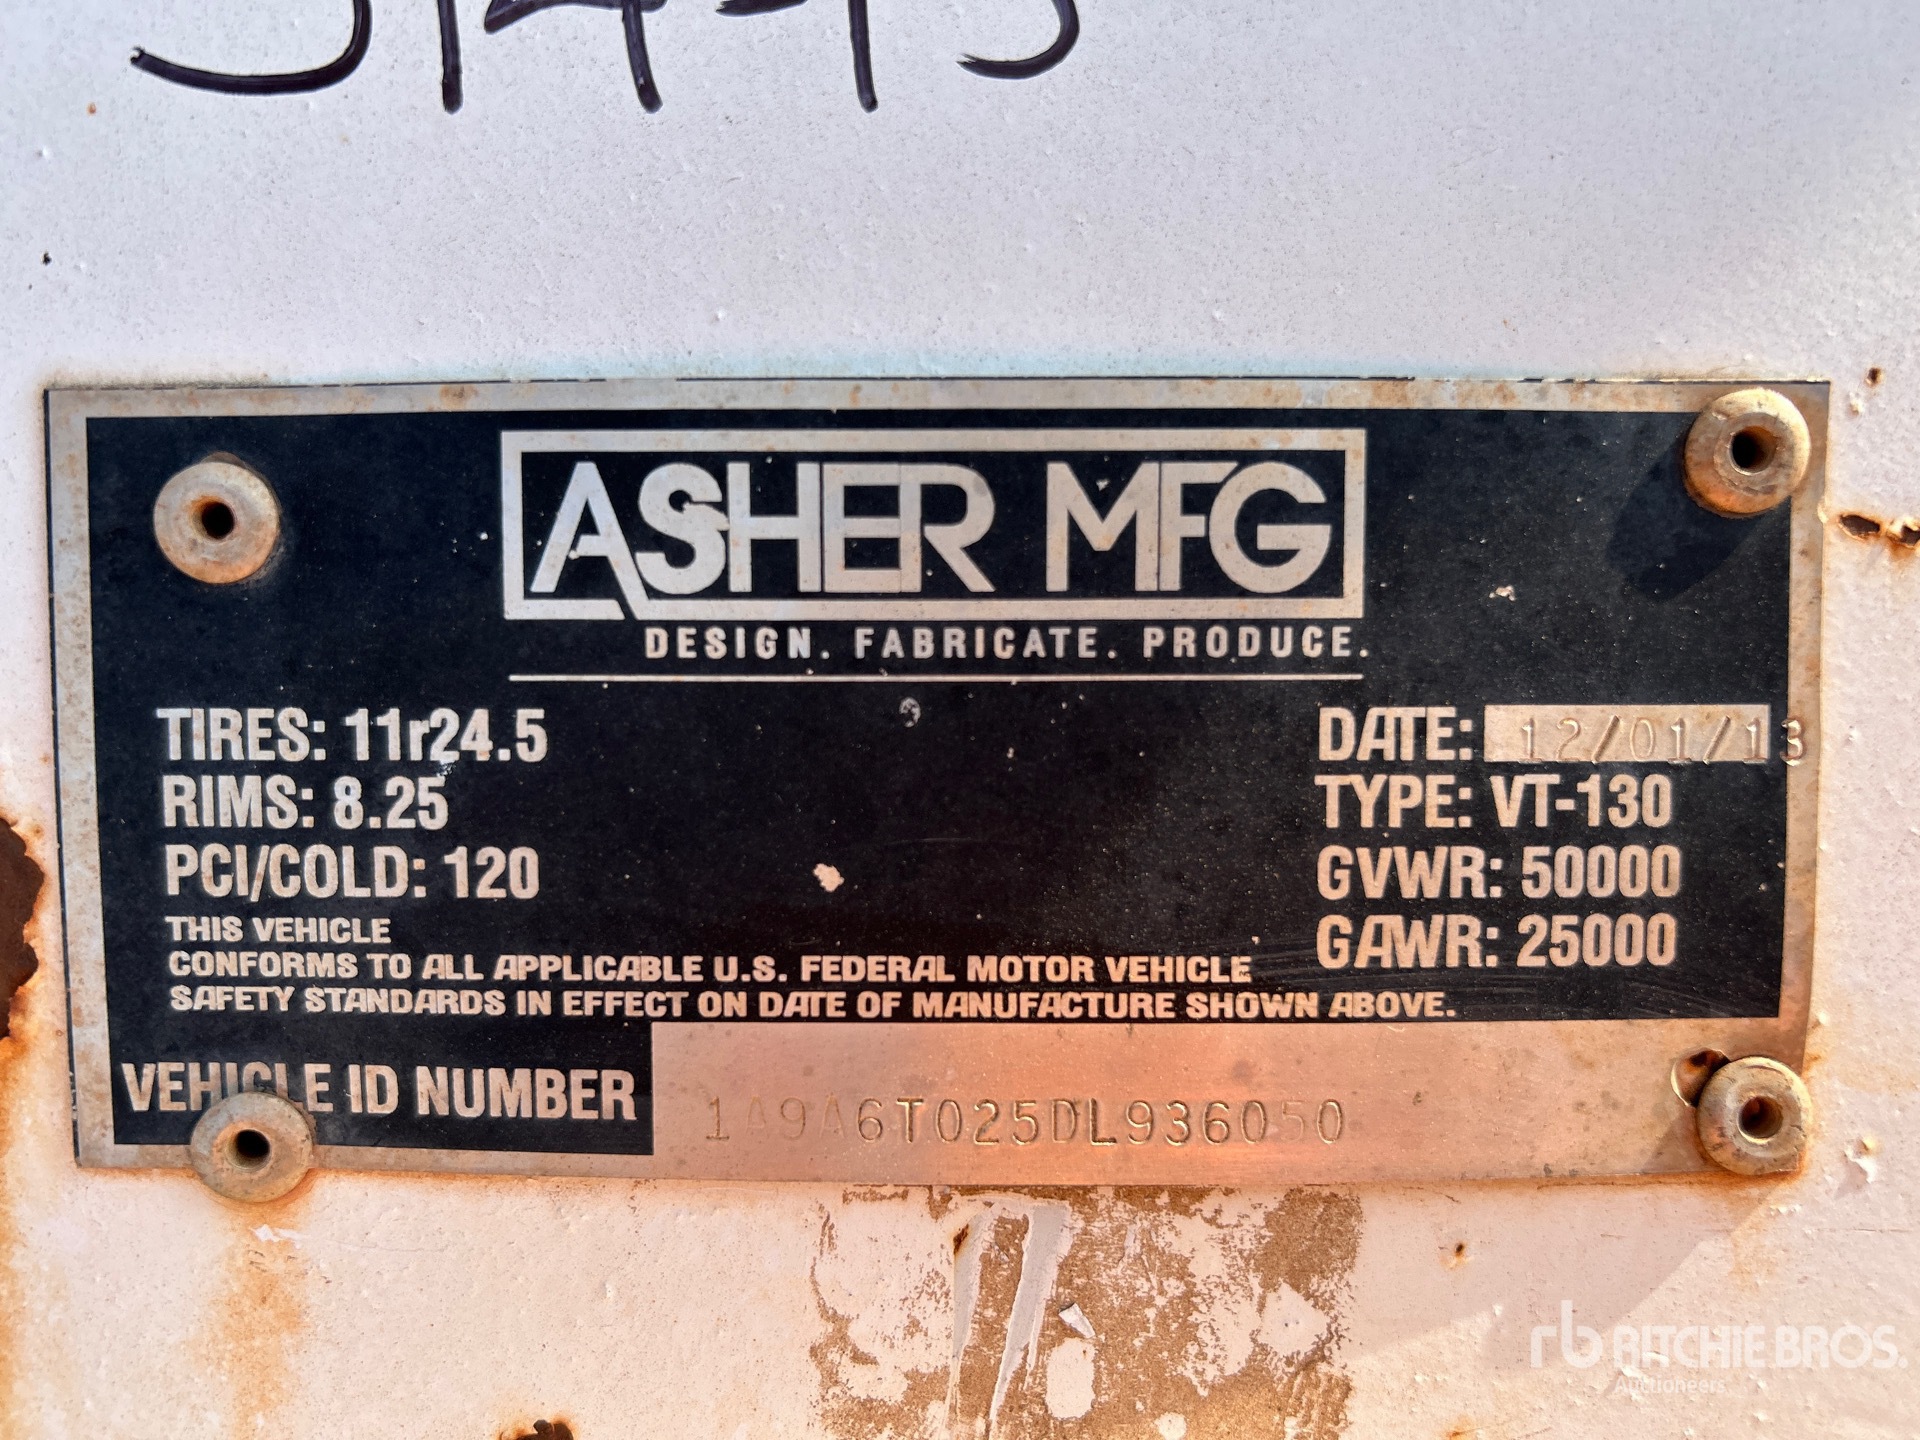 ASHER MFG
DESIGN. FABRICATE. PRODUCE.
TIRES: 11r24.5
RIMS: 8.25
PCI/COLD: 120
DATE: 12/01/13
TYPE: VT-130
GVWR: 50000
GAWR: 25000
THIS VEHICLE
CONFORMS TO ALL APPLICABLE U.S. FEDERAL MOTOR VEHICLE
SAFETY STANDARDS IN EFFECT ON DATE OF MANUFACTURE SHOWN ABOVE.
VEHICLE ID NUMBER 1A9A6T025DL936050
rb RITCHIE BROS.
Auctioneers